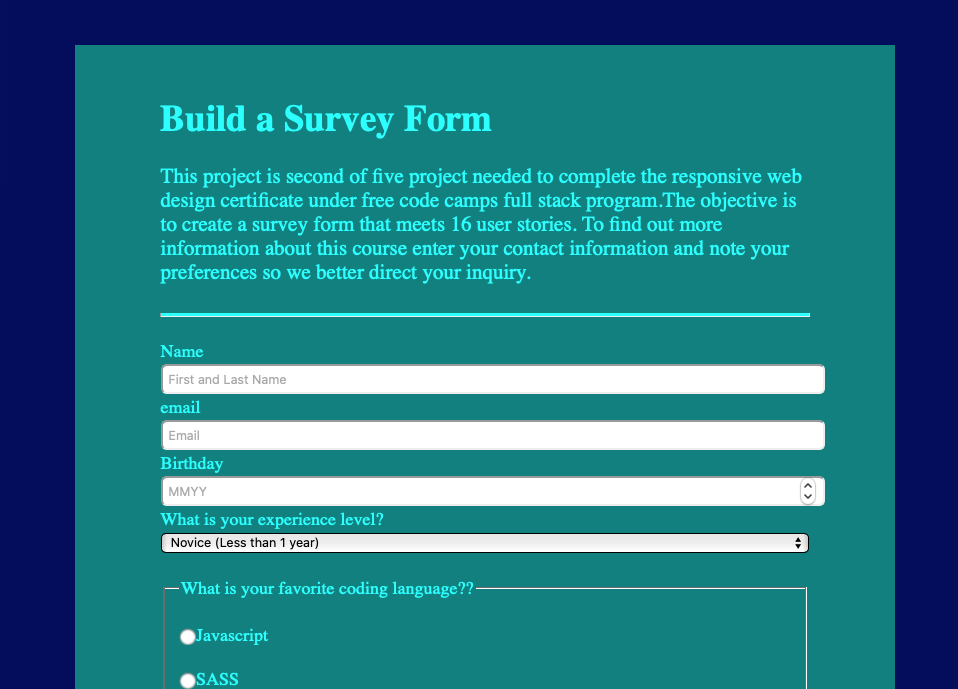 Build a Survey Form
This project is second of five project needed to complete the responsive web
design certificate under free code camps full stack program.The objective is
to create a survey form that meets 16 user stories. To find out more
information about this course enter your contact information and note your
preferences so we better direct your inquiry.
Name
First and Last Name
email
Email
Birthday
MMYY
What is your experience level?
Novice (Less than 1 year)
What is your favorite coding language??
Javascript
SASS